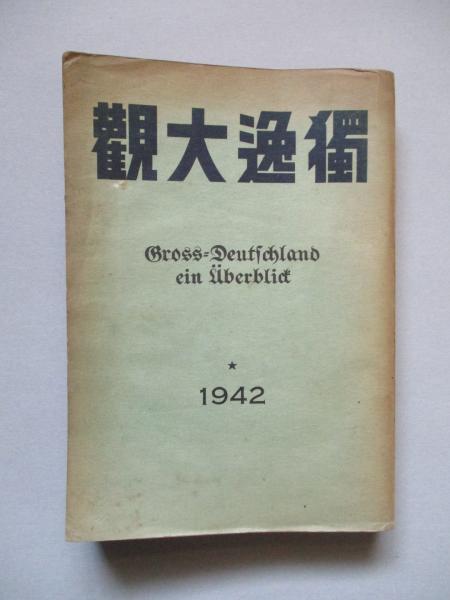 獨逸大觀
Gross-Deutschland
ein Überblick
★
1942